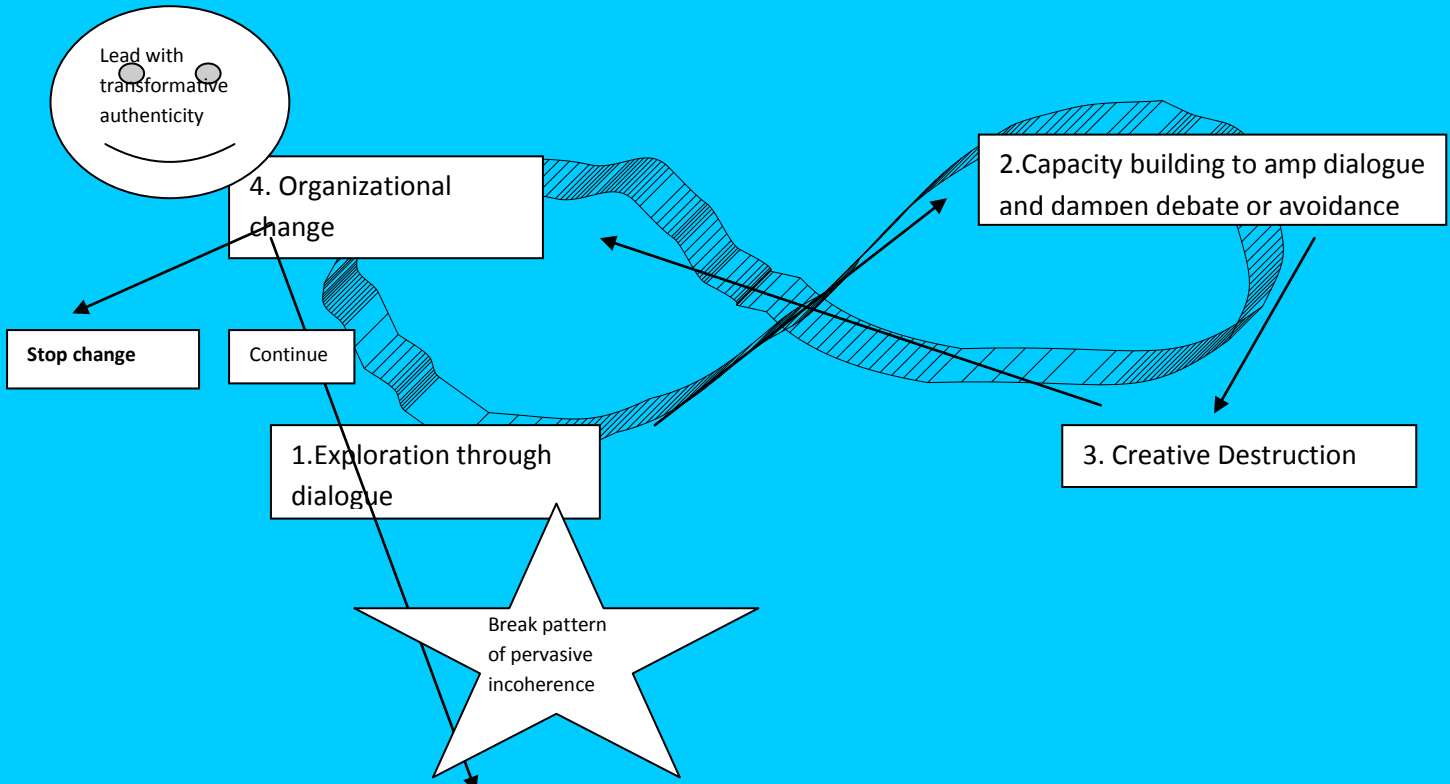 Lead with
transformative
authenticity
4. Organizational
change
2.Capacity building to amp dialogue
and dampen debate or avoidance
Stop change
Continue
1.Exploration through
dialogue
3. Creative Destruction
Break pattern
of pervasive
incoherence